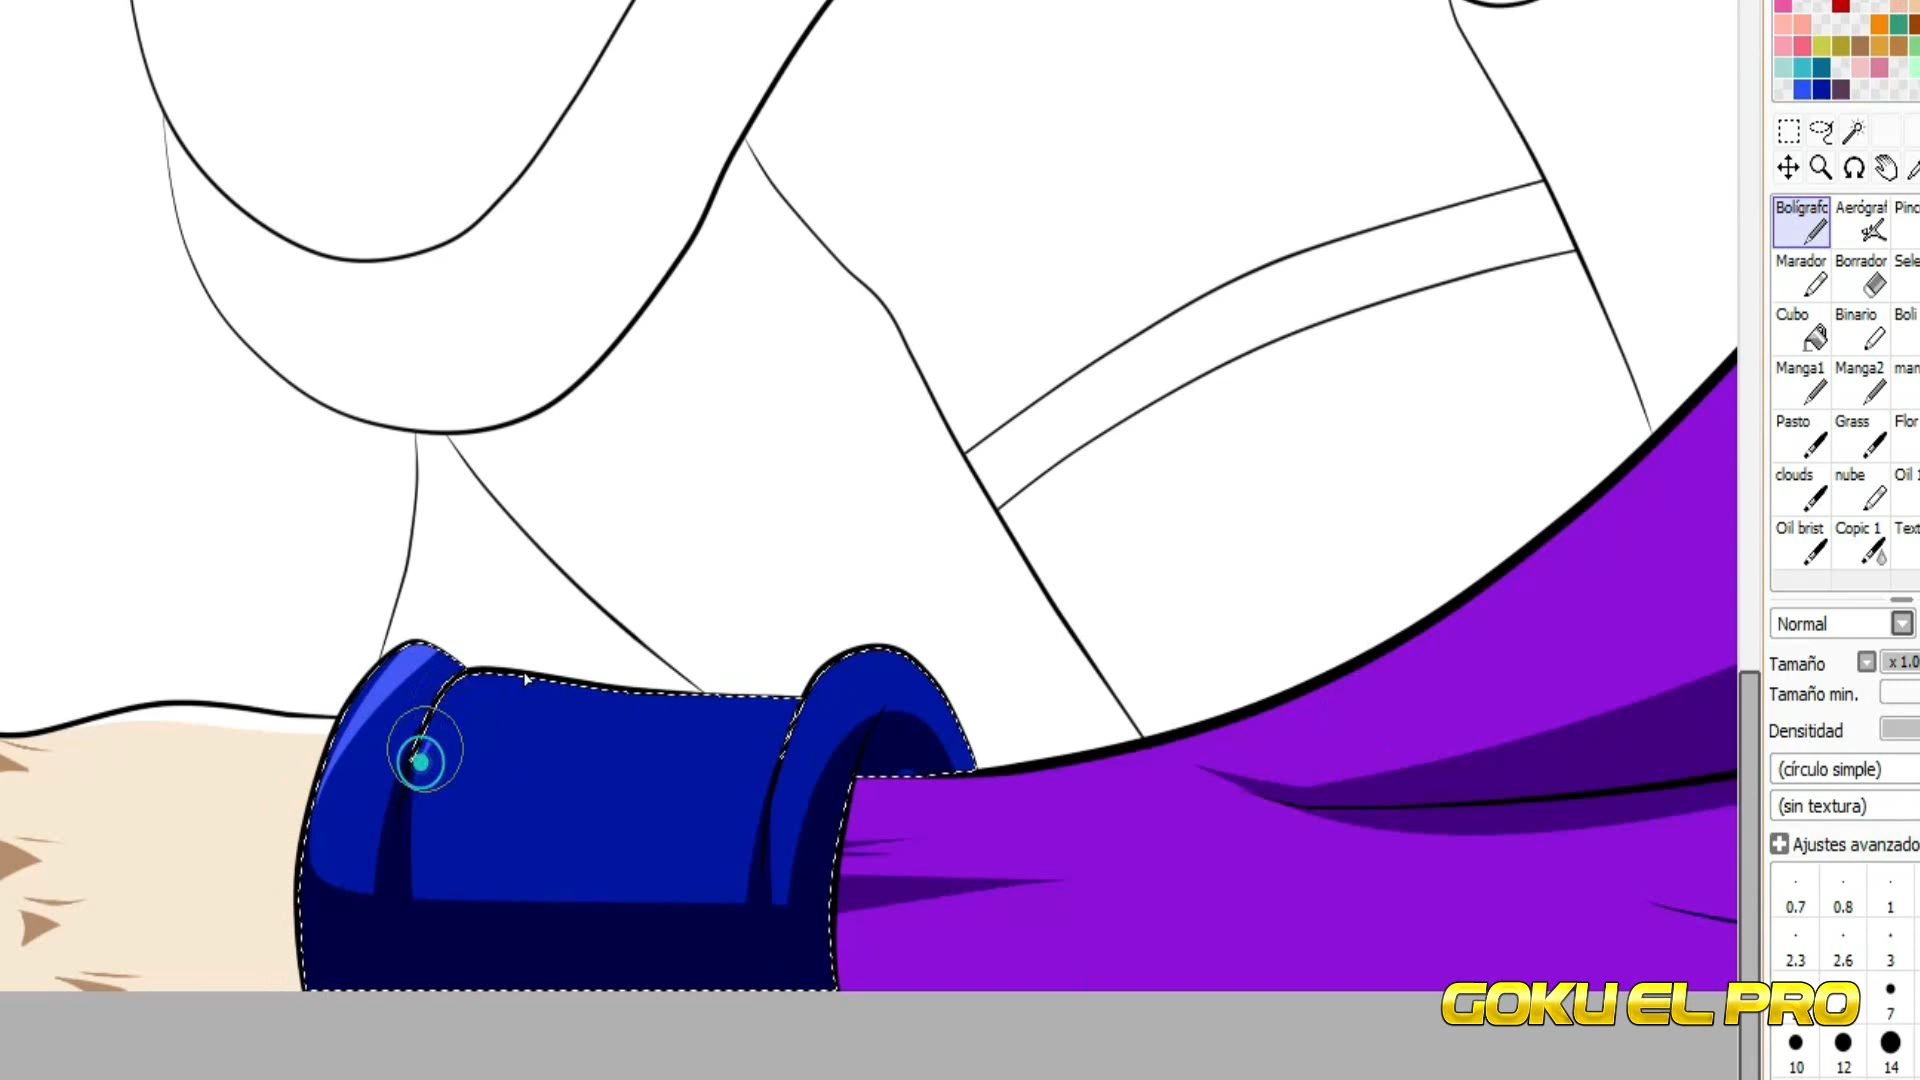 Bolígrafc Aerógraf Pinc
Marador Borrador Sele
Cubo Binario Boli
Manga1 Manga2 man
Pasto Grass Flor
clouds nube Oil 1
Oil brist Copic 1 Text
Normal
Tamaño x 1.0
Tamaño min.
Densitidad
(círculo simple)
(sin textura)
Ajustes avanzado
0.7 0.8 1
2.3 2.6 3
7
10 12 14
GOKU EL PRO